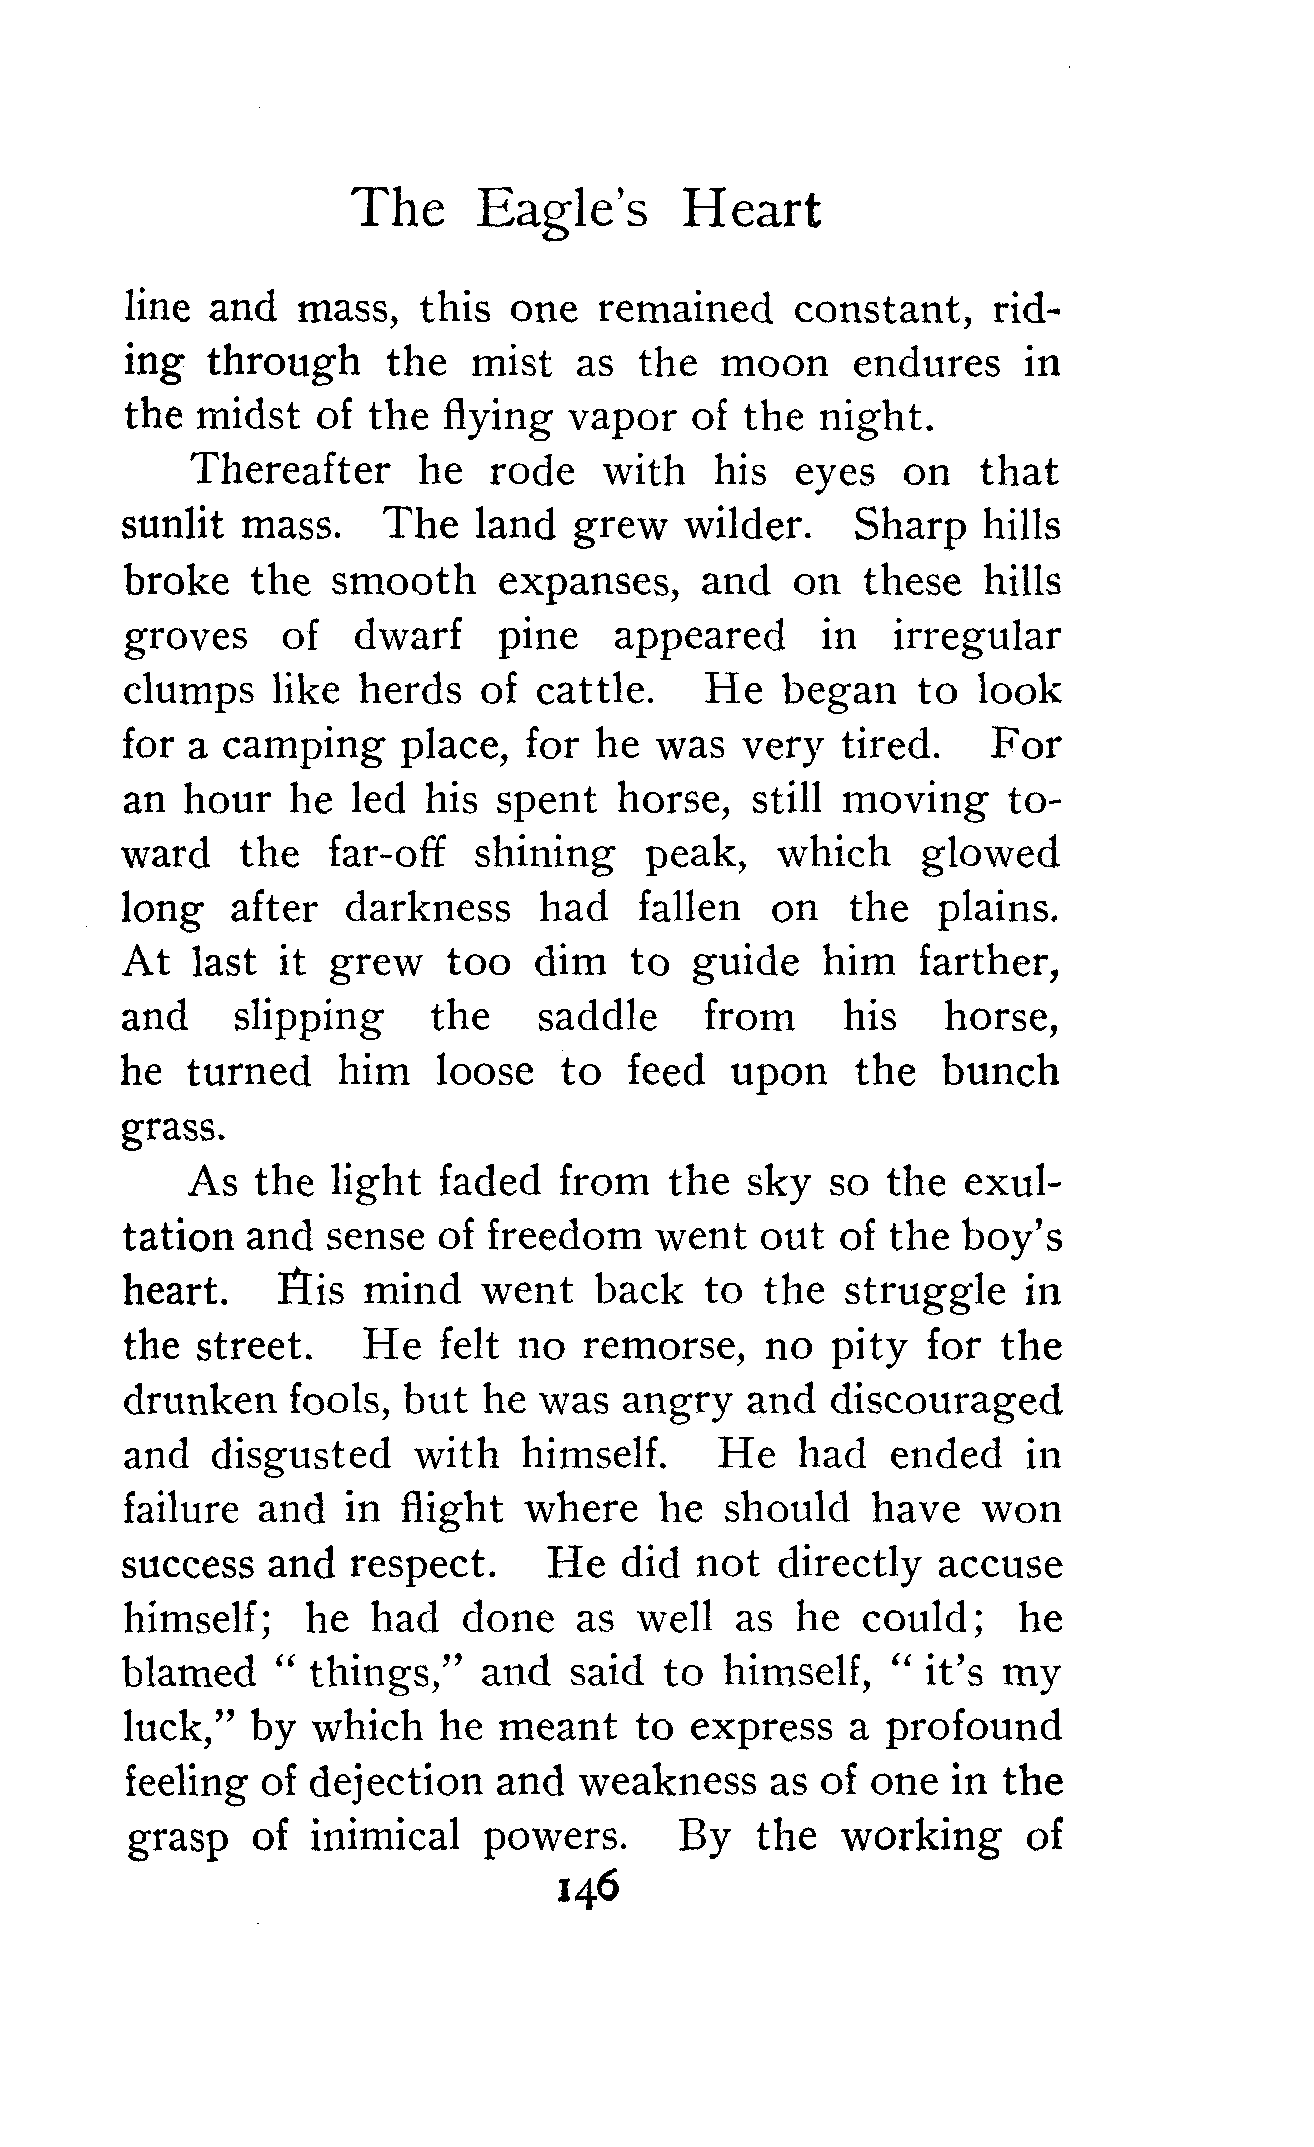 The Eagle's Heart
line and mass, this one remained constant, rid-
ing through the mist as the moon endures in
the midst of the flying vapor of the night.
Thereafter he rode with his eyes on that
sunlit mass. The land grew wilder. Sharp hills
broke the smooth expanses, and on these hills
groves of dwarf pine appeared in irregular
clumps like herds of cattle. He began to look
for a camping place, for he was very tired. For
an hour he led his spent horse, still moving to-
ward the far-off shining peak, which glowed
long after darkness had fallen on the plains.
At last it grew too dim to guide him farther,
and slipping the saddle from his horse,
he turned him loose to feed upon the bunch
grass.
As the light faded from the sky so the exul-
tation and sense of freedom went out of the boy's
heart. His mind went back to the struggle in
the street. He felt no remorse, no pity for the
drunken fools, but he was angry and discouraged
and disgusted with himself. He had ended in
failure and in flight where he should have won
success and respect. He did not directly accuse
himself; he had done as well as he could; he
blamed " things," and said to himself, " it's my
luck," by which he meant to express a profound
feeling of dejection and weakness as of one in the
grasp of inimical powers. By the working of
146